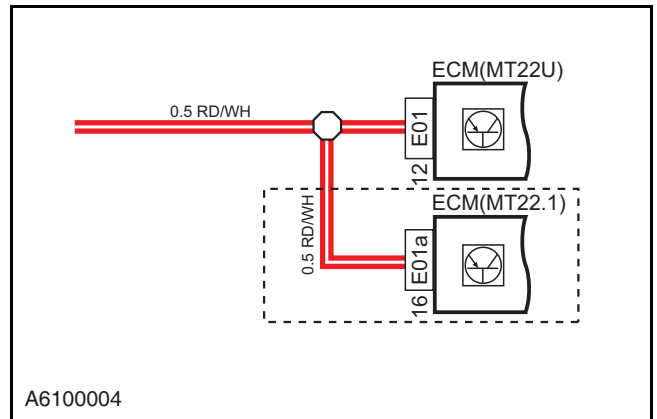 ECM(MT22U)
0.5 RD/WH
E01
12
ECM(MT22.1)
0.5 RD/WH
E01a
16
A6100004